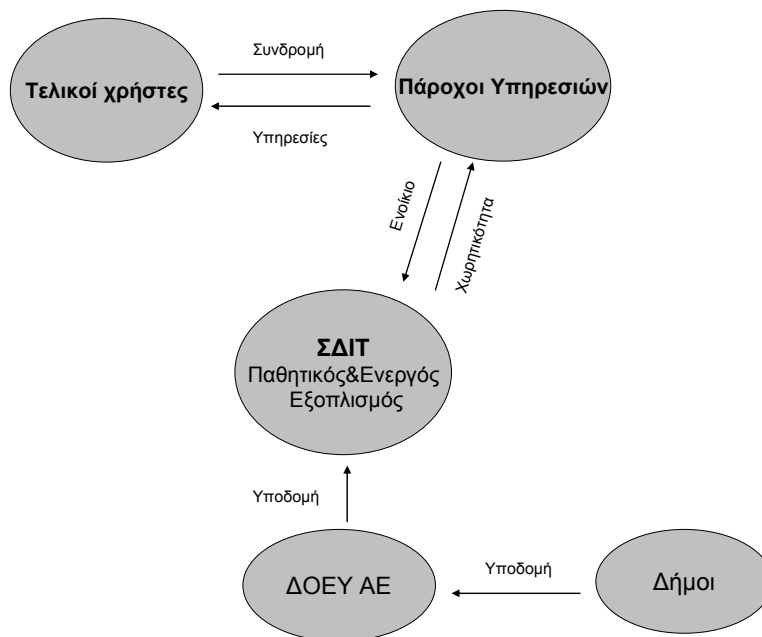 Συνδρομή
Τελικοί χρήστες
Πάροχοι Υπηρεσιών
Υπηρεσίες
Ενοίκιο
Χωρητικότητα
ΣΔΙΤ
Παθητικός&Ενεργός
Εξοπλισμός
Υποδομή
ΔΟΕΥ ΑΕ
Υποδομή
Δήμοι